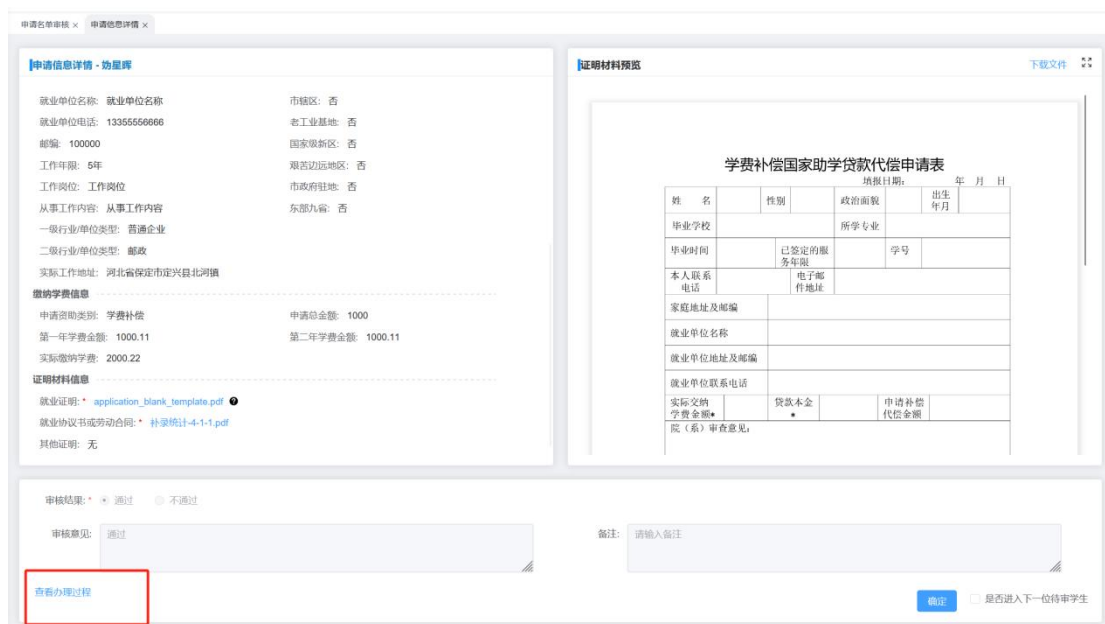 申请名单审核 × 申请信息详情 ×
申请信息详情 - 妫星辉
就业单位名称: 就业单位名称 市辖区: 否
就业单位电话: 13355556666 老工业基地: 否
邮编: 100000 国家级新区: 否
工作年限: 5年 艰苦边远地区: 否
工作岗位: 工作岗位 市政府驻地: 否
从事工作内容: 从事工作内容 东部九省: 否
一级行业/单位类型: 普通企业
二级行业/单位类型: 邮政
实际工作地址: 河北省保定市定兴县北河镇
缴纳学费信息
申请资助类别: 学费补偿 申请总金额: 1000
第一年学费金额: 1000.11 第二年学费金额: 1000.11
实际缴纳学费: 2000.22
证明材料信息
就业证明: * application_blank_template.pdf
就业协议书或劳动合同: * 补录统计-4-1-1.pdf
其他证明: 无
证明材料预览 下载文件
学费补偿国家助学贷款代偿申请表
填报日期: 年 月 日
姓 名 性别 政治面貌 出生年月
毕业学校 所学专业
毕业时间 已签定的服务年限 学号
本人联系电话 电子邮件地址
家庭地址及邮编
就业单位名称
就业单位地址及邮编
就业单位联系电话
实际交纳学费金额* 贷款本金* 申请补偿代偿金额
院（系）审查意见:
审核结果: * 通过 不通过
审核意见: 通过 备注: 请输入备注
查看办理过程 确定 是否进入下一位待审学生